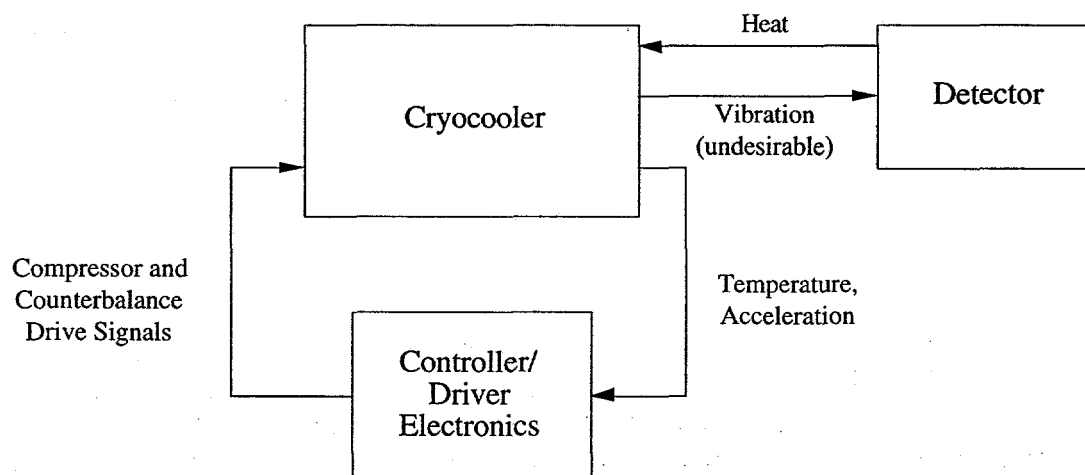 Heat
Cryocooler
Detector
Vibration
(undesirable)
Compressor and
Counterbalance
Drive Signals
Temperature,
Acceleration
Controller/
Driver
Electronics